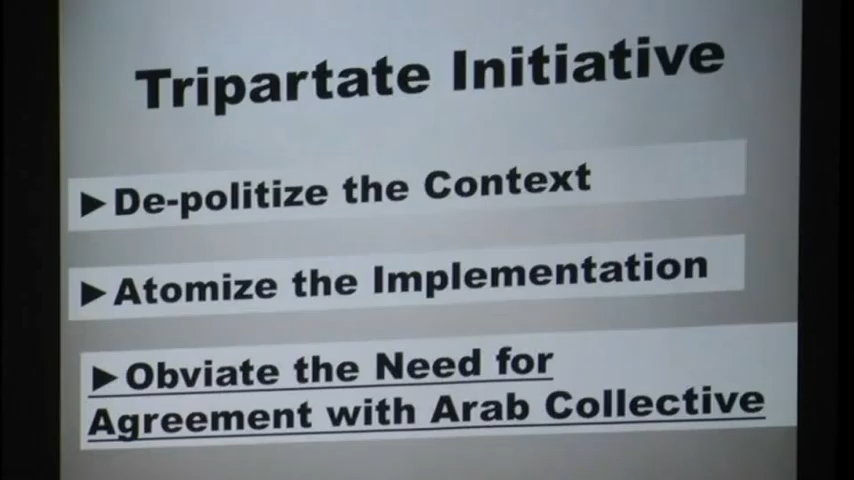 Tripartate Initiative
►De-politize the Context
►Atomize the Implementation
►Obviate the Need for
Agreement with Arab Collective